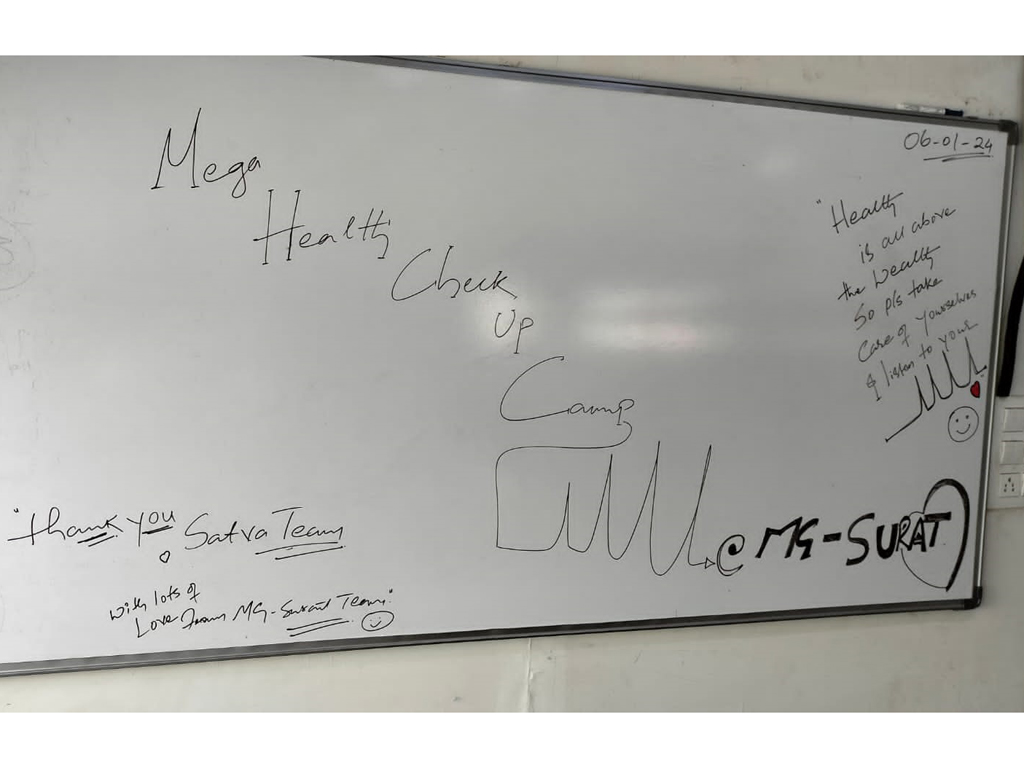 Mega
Health
Check
Up
Camp
@ MG-SURAT
06-01-24
"Health
is all above
the wealth
So pls take
Care of yourselves
& listen to your
"Thank you Satva Team
with lots of
Love From MG-Surat Team"